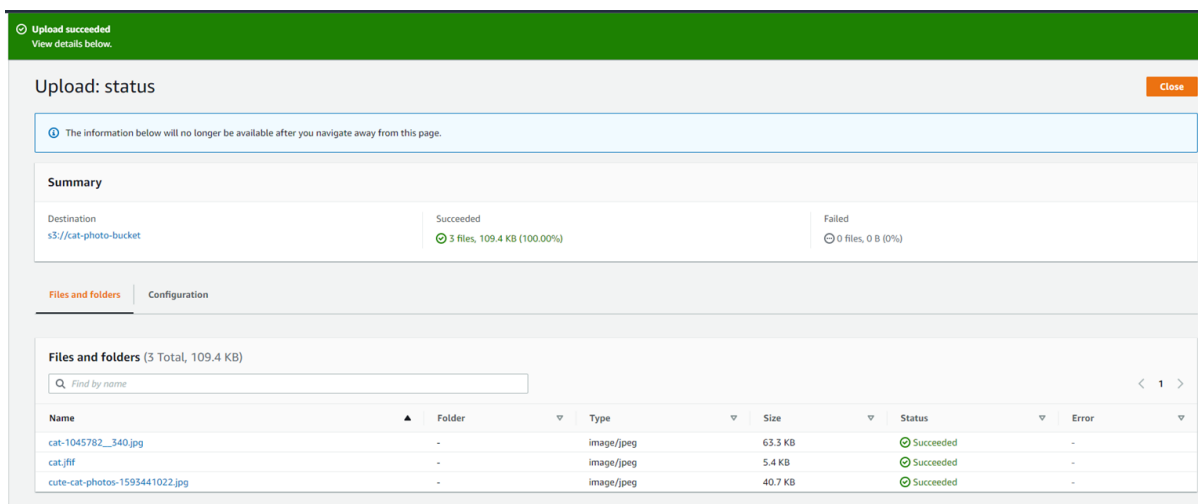 Upload succeeded
View details below.
Upload: status
Close
The information below will no longer be available after you navigate away from this page.
Summary
Destination
s3://cat-photo-bucket
Succeeded
3 files, 109.4 KB (100.00%)
Failed
0 files, 0 B (0%)
Files and folders
Configuration
Files and folders (3 Total, 109.4 KB)
Find by name
1
Name Folder Type Size Status Error
cat-1045782__340.jpg - image/jpeg 63.3 KB Succeeded -
cat.jfif - image/jpeg 5.4 KB Succeeded -
cute-cat-photos-1593441022.jpg - image/jpeg 40.7 KB Succeeded -